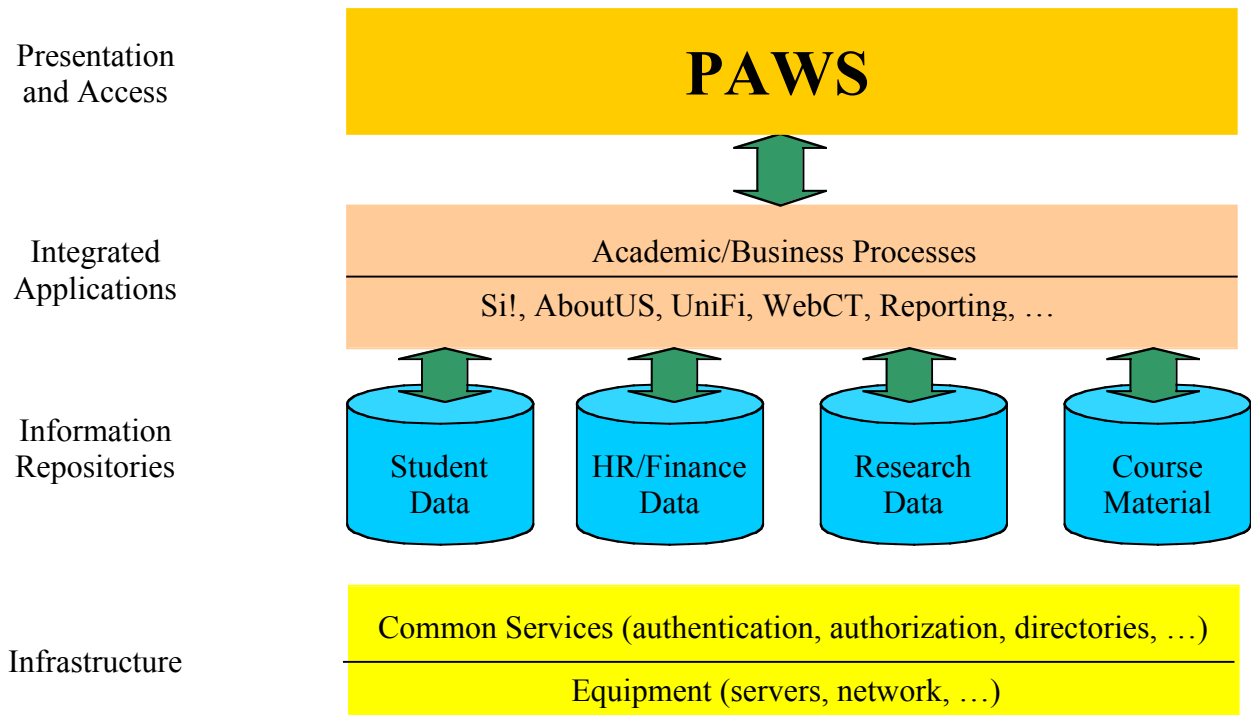 Presentation
and Access
PAWS
Integrated
Applications
Academic/Business Processes
Si!, AboutUS, UniFi, WebCT, Reporting, …
Information
Repositories
Student
Data
HR/Finance
Data
Research
Data
Course
Material
Infrastructure
Common Services (authentication, authorization, directories, …)
Equipment (servers, network, …)